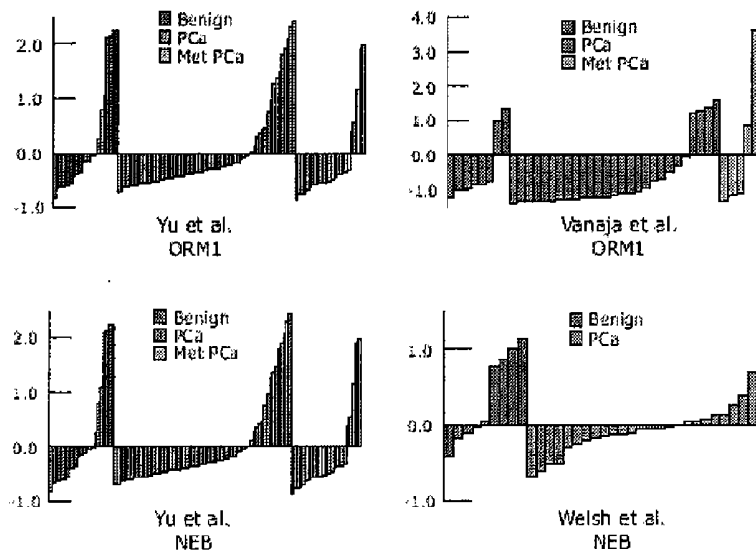 Benign
PCa
Met PCa
2.0
1.0
0.0
-1.0
Yu et al.
ORM1
Benign
PCa
Met PCa
4.0
3.0
2.0
1.0
0.0
-1.0
Vanaja et al.
ORM1
Benign
PCa
Met PCa
2.0
1.0
0.0
-1.0
Yu et al.
NEB
Benign
PCa
1.0
0.0
-1.0
Welsh et al.
NEB